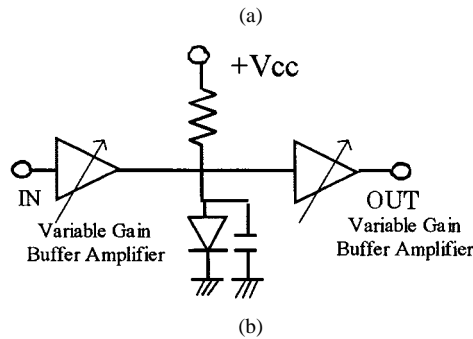 (a)
+Vcc
IN
OUT
Variable Gain
Buffer Amplifier
Variable Gain
Buffer Amplifier
(b)